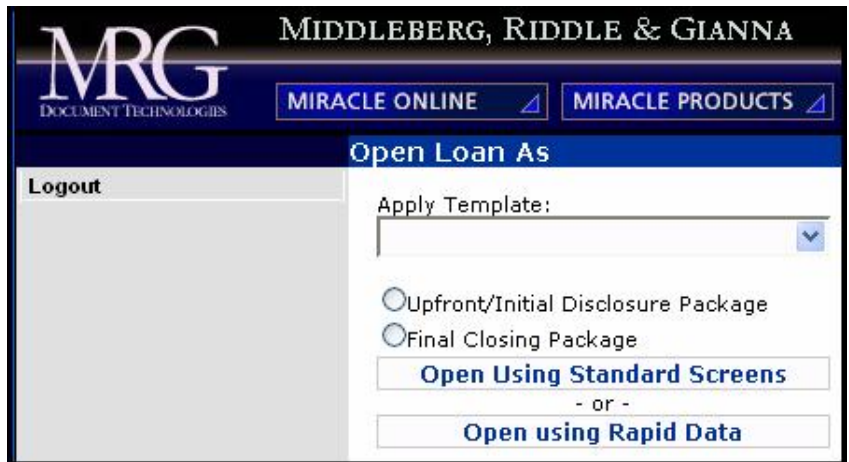 MRG
DOCUMENT TECHNOLOGIES
MIDDLEBERG, RIDDLE & GIANNA
MIRACLE ONLINE
MIRACLE PRODUCTS
Open Loan As
Logout
Apply Template:
Upfront/Initial Disclosure Package
Final Closing Package
Open Using Standard Screens
- or -
Open using Rapid Data